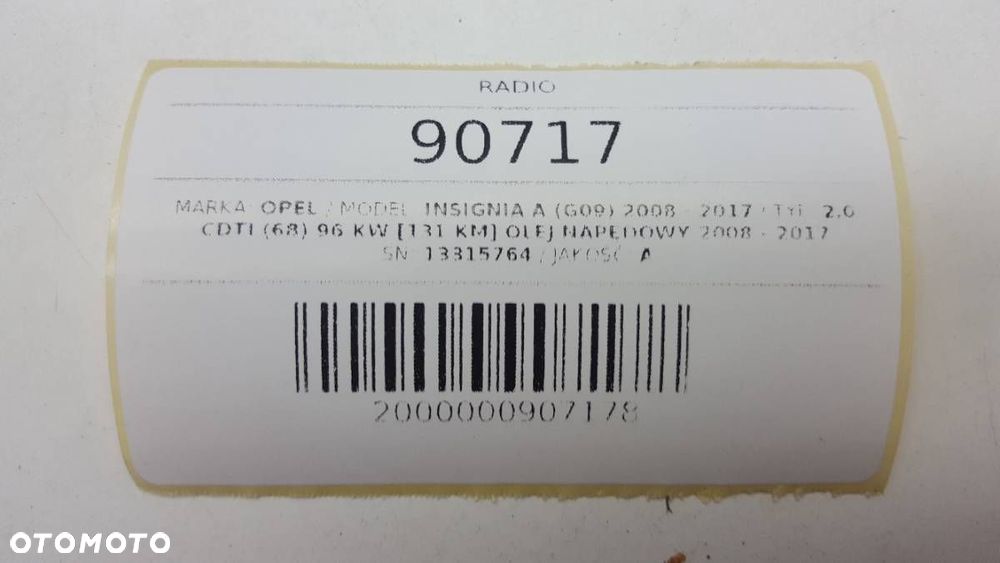 RADIO
90717
MARKA: OPEL / MODEL: INSIGNIA A (G09) 2008 - 2017 / TYP: 2.0
CDTI (68) 96 KW [131 KM] OLEJ NAPĘDOWY 2008 - 2017
SN: 13315764 / JAKOŚĆ: A
2000000907178
OTOMOTO